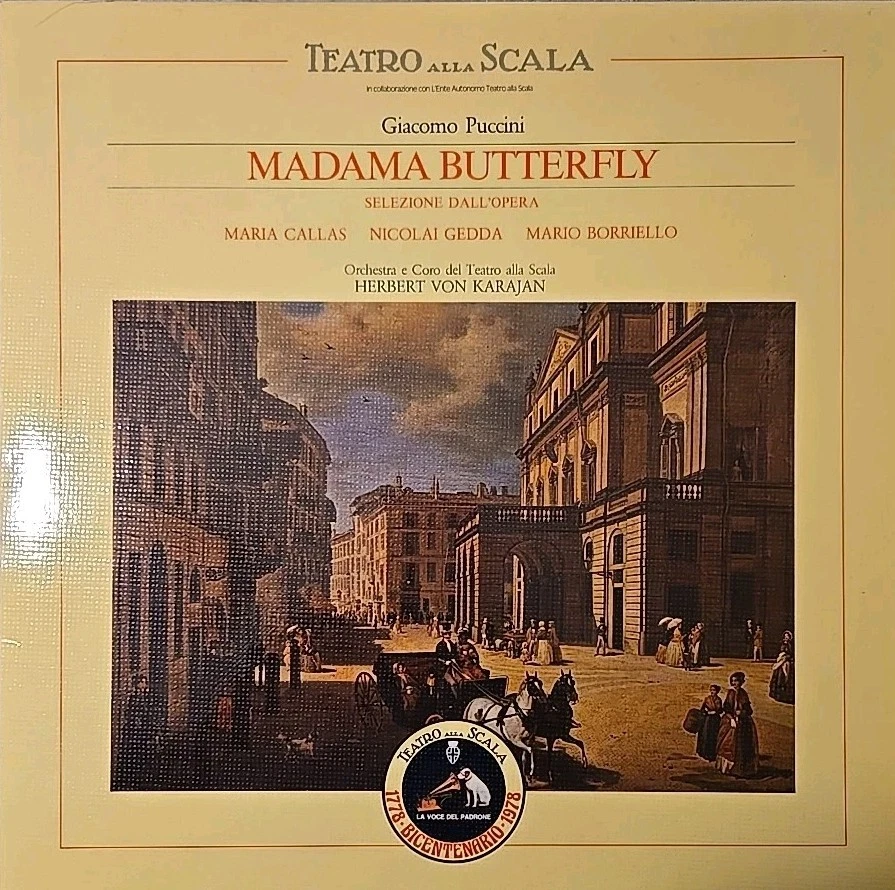 TEATRO ALLA SCALA
in collaborazione con L'Ente Autonomo Teatro alla Scala
Giacomo Puccini
MADAMA BUTTERFLY
SELEZIONE DALL'OPERA
MARIA CALLAS NICOLAI GEDDA MARIO BORRIELLO
Orchestra e Coro del Teatro alla Scala
HERBERT VON KARAJAN
TEATRO ALLA SCALA
LA VOCE DEL PADRONE
1778 · BICENTENARIO · 1978